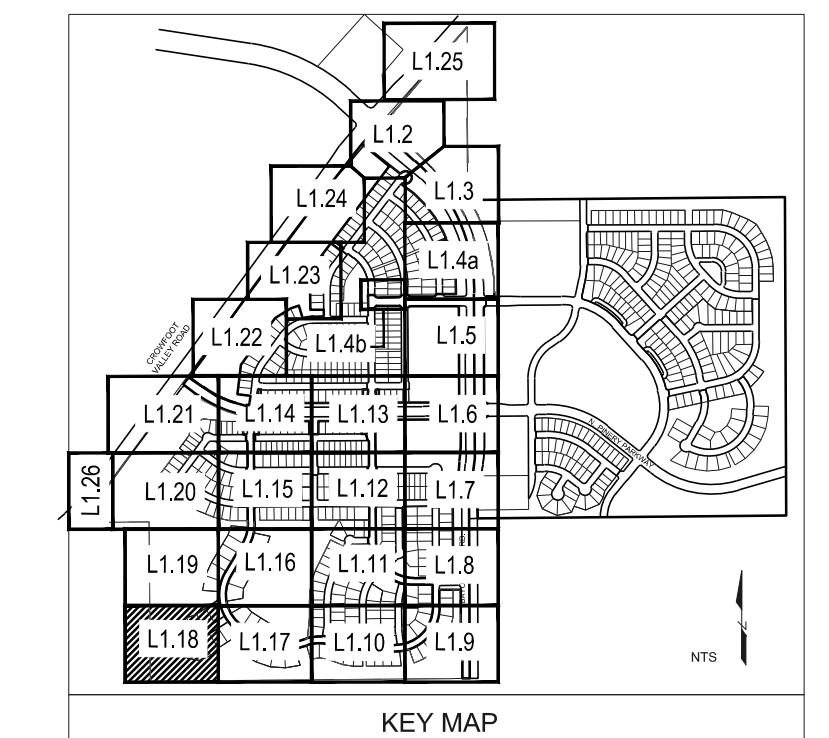 L1.25
L1.2
L1.24
L1.3
L1.23
L1.4a
CROWFOOT
VALLEY ROAD
L1.22
L1.4b
L1.5
L1.21
L1.14
L1.13
L1.6
N. PINERY PARKWAY
L1.26
L1.20
L1.15
L1.12
L1.7
L1.19
L1.16
L1.11
L1.8
L1.18
L1.17
L1.10
L1.9
NTS
KEY MAP